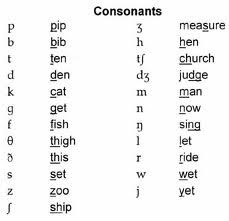 Consonants
p pip ʒ measure
b bib h hen
t ten tʃ church
d den dʒ judge
k cat m man
g get n now
f fish ŋ sing
θ thigh l let
ð this r ride
s set w wet
z zoo j yet
ʃ ship